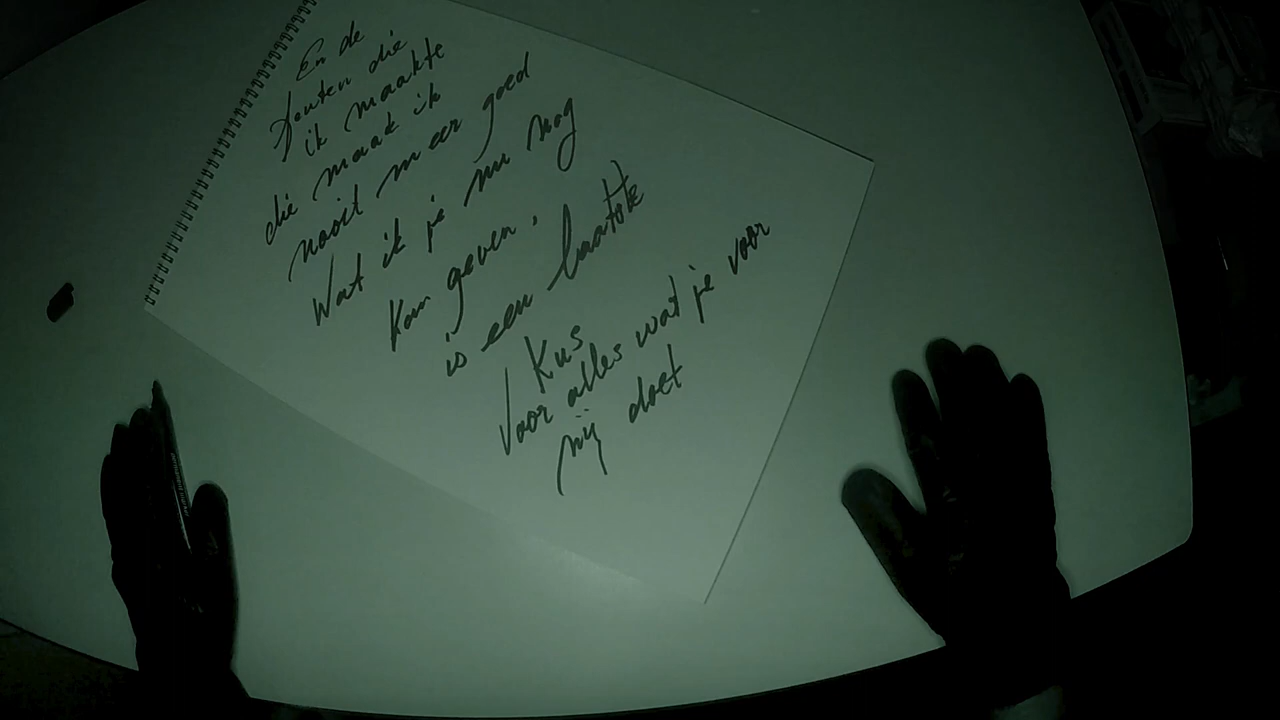 En de
fouten die
ik maakte
die maak ik
nooit meer goed
Wat ik je nu nog
kan geven,
is een laatste
Kus
Voor alles wat je voor
mij doet